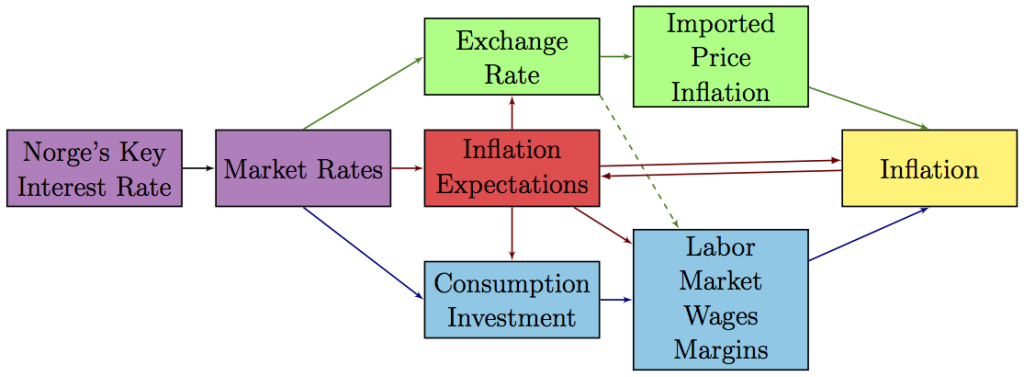 Norge's Key
Interest Rate
Market Rates
Exchange
Rate
Inflation
Expectations
Consumption
Investment
Imported
Price
Inflation
Labor
Market
Wages
Margins
Inflation